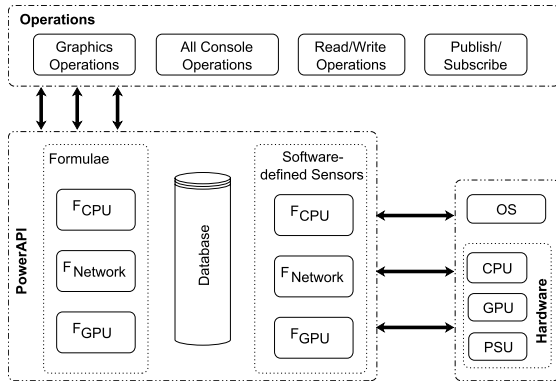 Operations
Graphics
Operations
All Console
Operations
Read/Write
Operations
Publish/
Subscribe
PowerAPI
Formulae
FCPU
FNetwork
FGPU
Database
Software-
defined Sensors
FCPU
FNetwork
FGPU
OS
CPU
GPU
PSU
Hardware